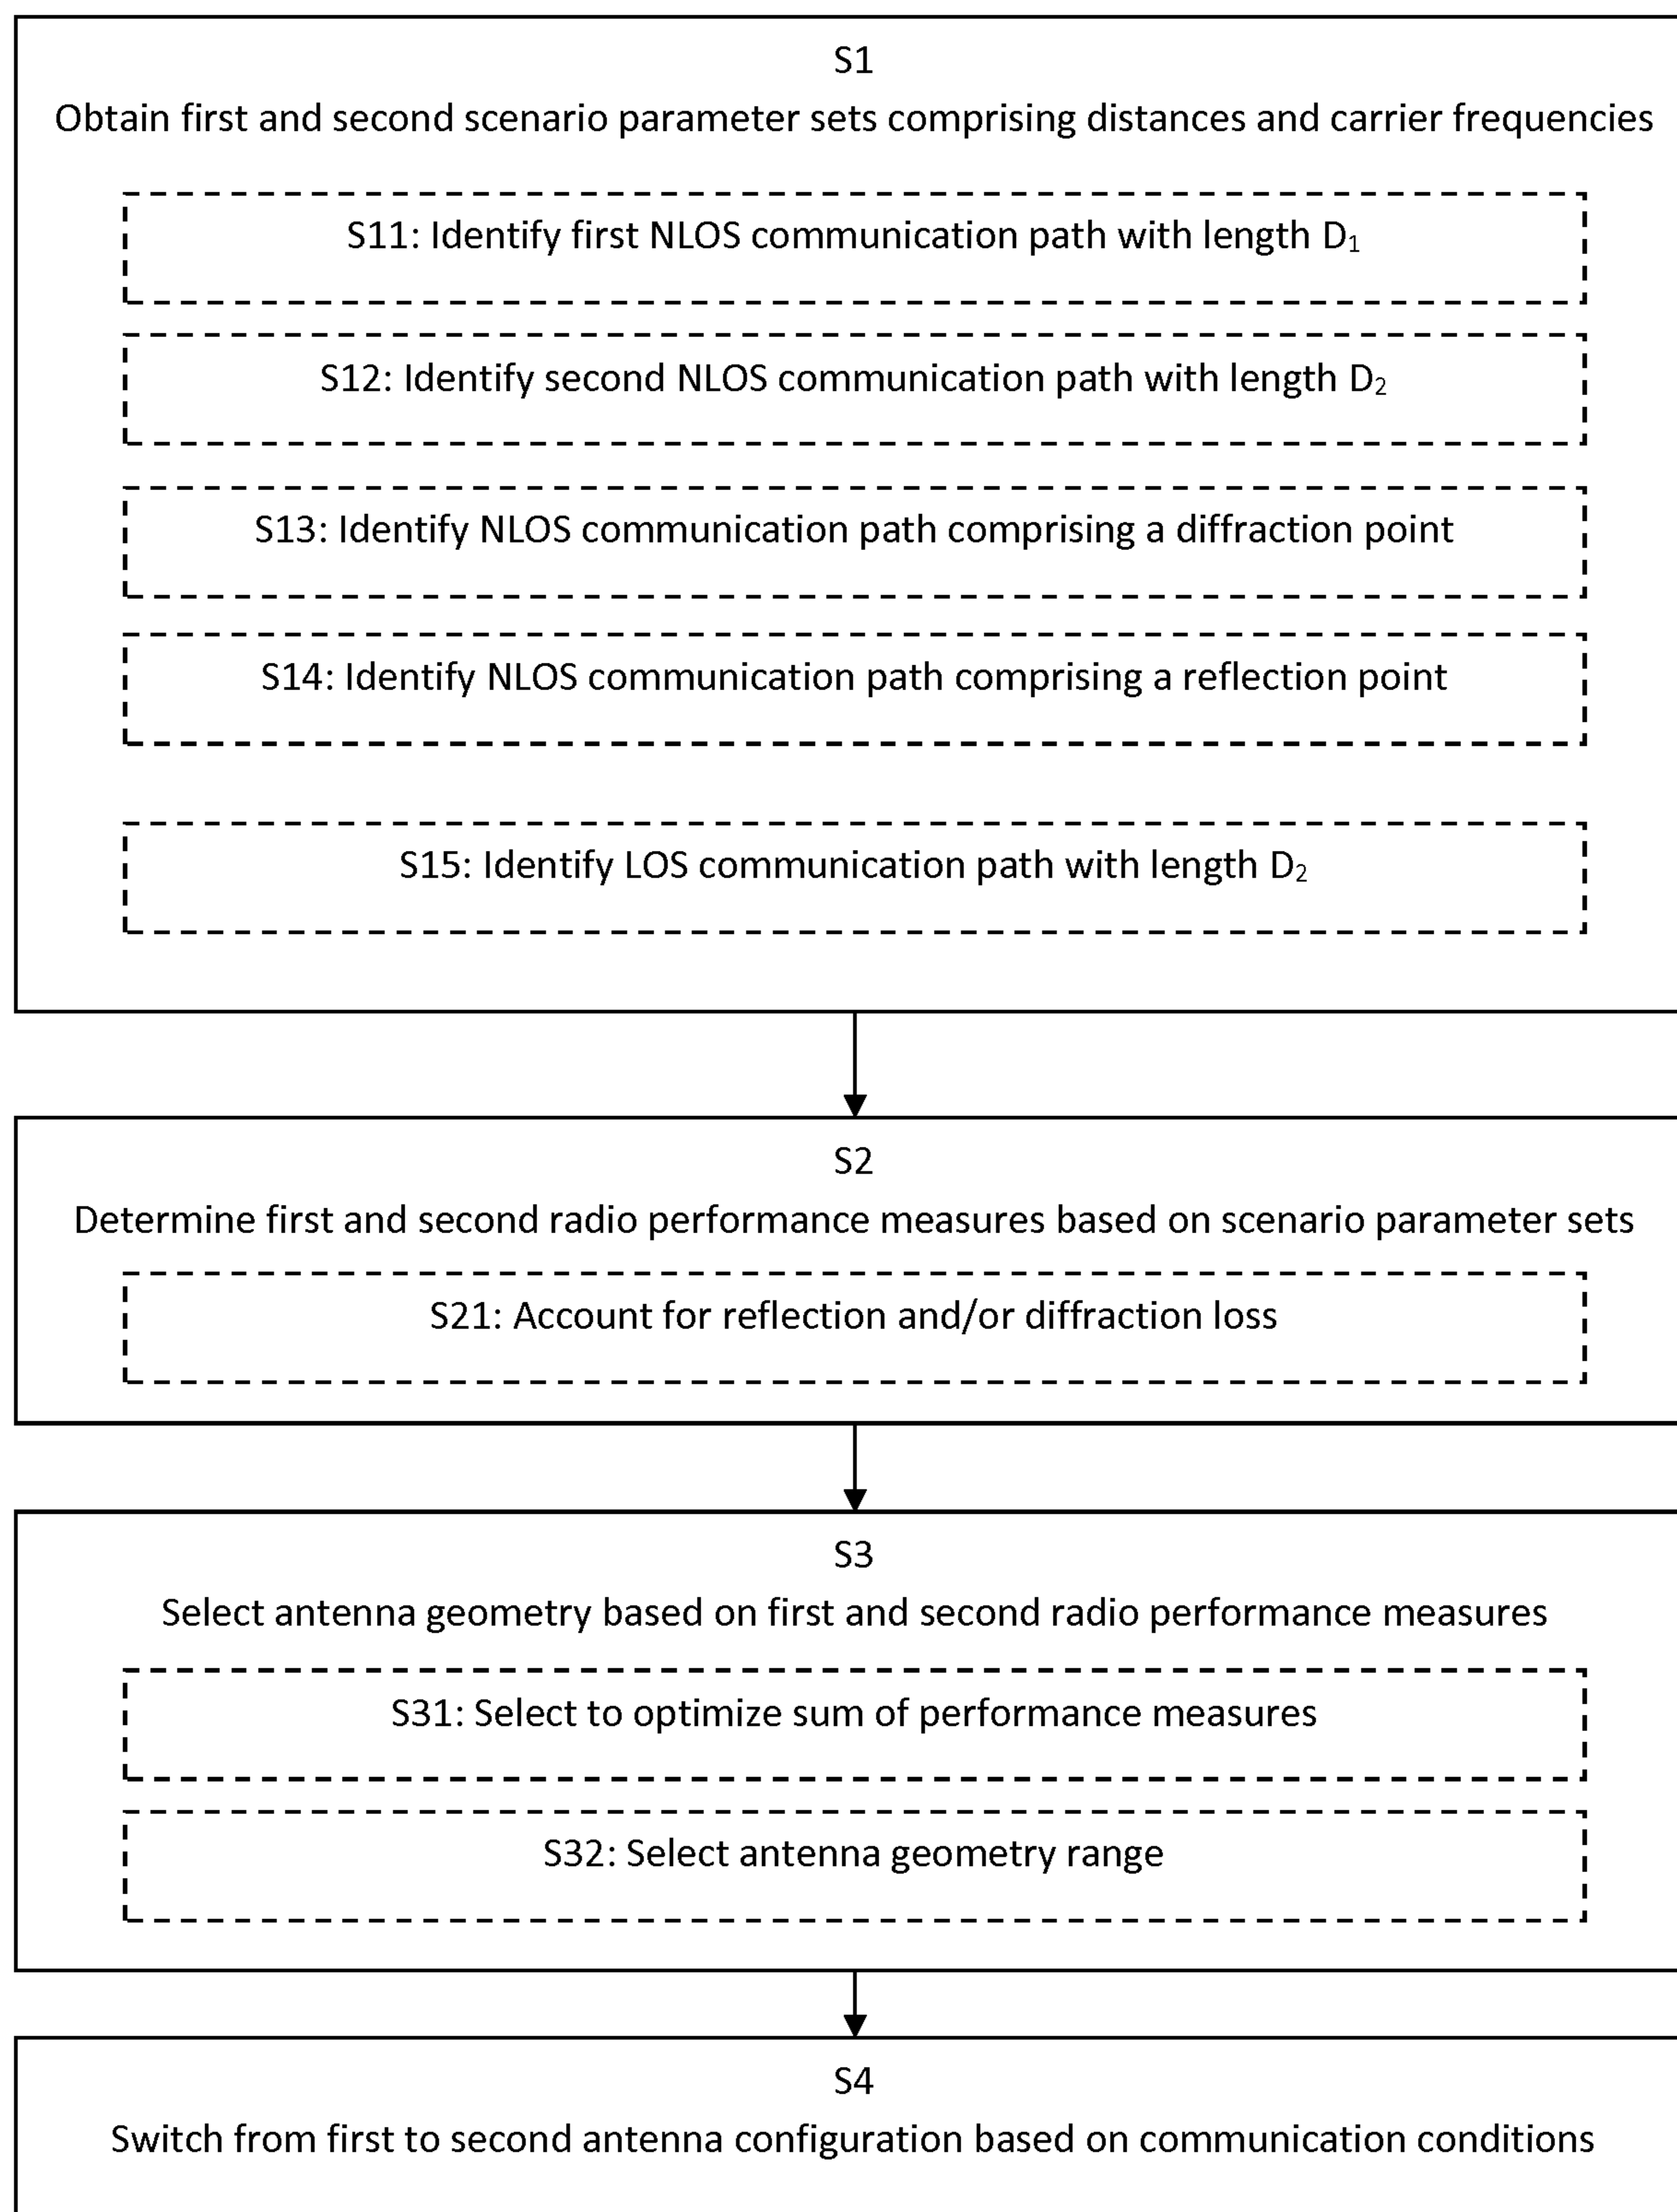 S1
Obtain first and second scenario parameter sets comprising distances and carrier frequencies
S11: Identify first NLOS communication path with length D₁
S12: Identify second NLOS communication path with length D₂
S13: Identify NLOS communication path comprising a diffraction point
S14: Identify NLOS communication path comprising a reflection point
S15: Identify LOS communication path with length D₂
S2
Determine first and second radio performance measures based on scenario parameter sets
S21: Account for reflection and/or diffraction loss
S3
Select antenna geometry based on first and second radio performance measures
S31: Select to optimize sum of performance measures
S32: Select antenna geometry range
S4
Switch from first to second antenna configuration based on communication conditions